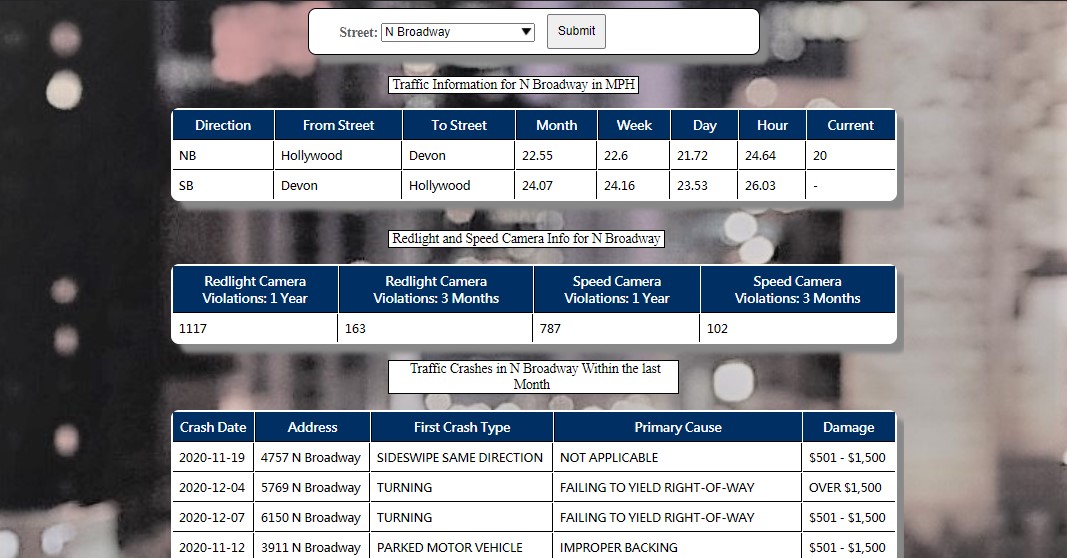 Street: N Broadway Submit
Traffic Information for N Broadway in MPH
Direction From Street To Street Month Week Day Hour Current
NB Hollywood Devon 22.55 22.6 21.72 24.64 20
SB Devon Hollywood 24.07 24.16 23.53 26.03 -
Redlight and Speed Camera Info for N Broadway
Redlight Camera Redlight Camera Speed Camera Speed Camera
Violations: 1 Year Violations: 3 Months Violations: 1 Year Violations: 3 Months
1117 163 787 102
Traffic Crashes in N Broadway Within the last
Month
Crash Date Address First Crash Type Primary Cause Damage
2020-11-19 4757 N Broadway SIDESWIPE SAME DIRECTION NOT APPLICABLE $501 - $1,500
2020-12-04 5769 N Broadway TURNING FAILING TO YIELD RIGHT-OF-WAY OVER $1,500
2020-12-07 6150 N Broadway TURNING FAILING TO YIELD RIGHT-OF-WAY $501 - $1,500
2020-11-12 3911 N Broadway PARKED MOTOR VEHICLE IMPROPER BACKING $501 - $1,500